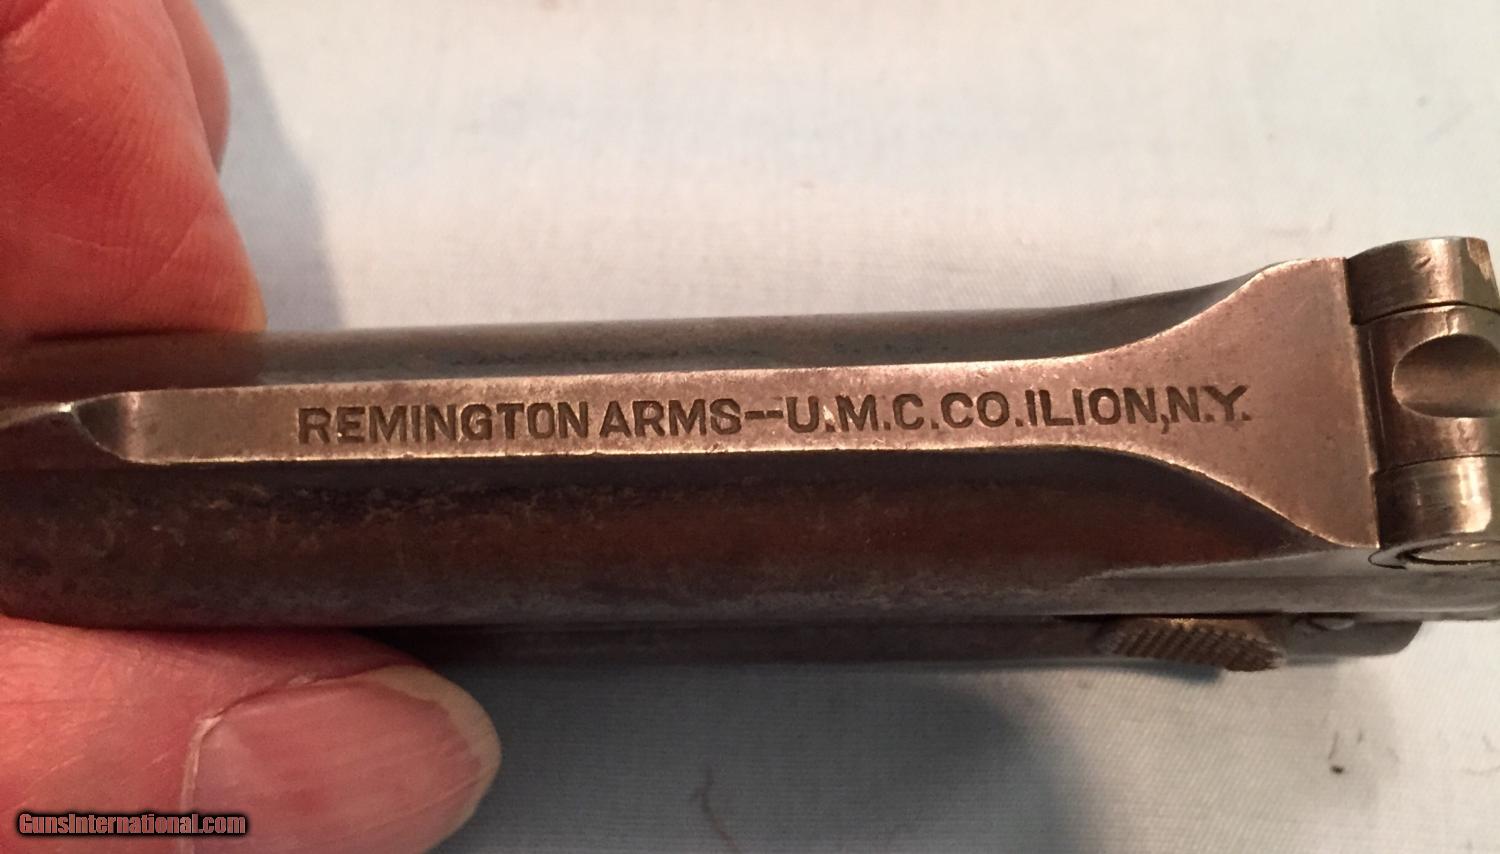 REMINGTON ARMS--U.M.C.CO.ILION,N.Y.
GunsInternational.com